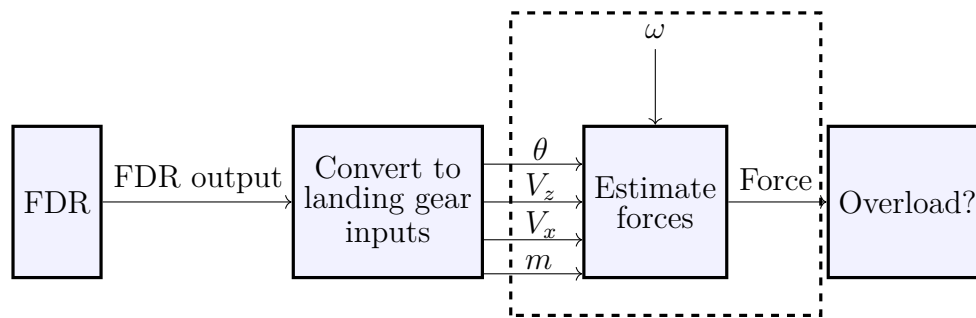 ω
FDR
FDR output
Convert to
landing gear
inputs
θ
V_z
V_x
m
Estimate
forces
Force
Overload?